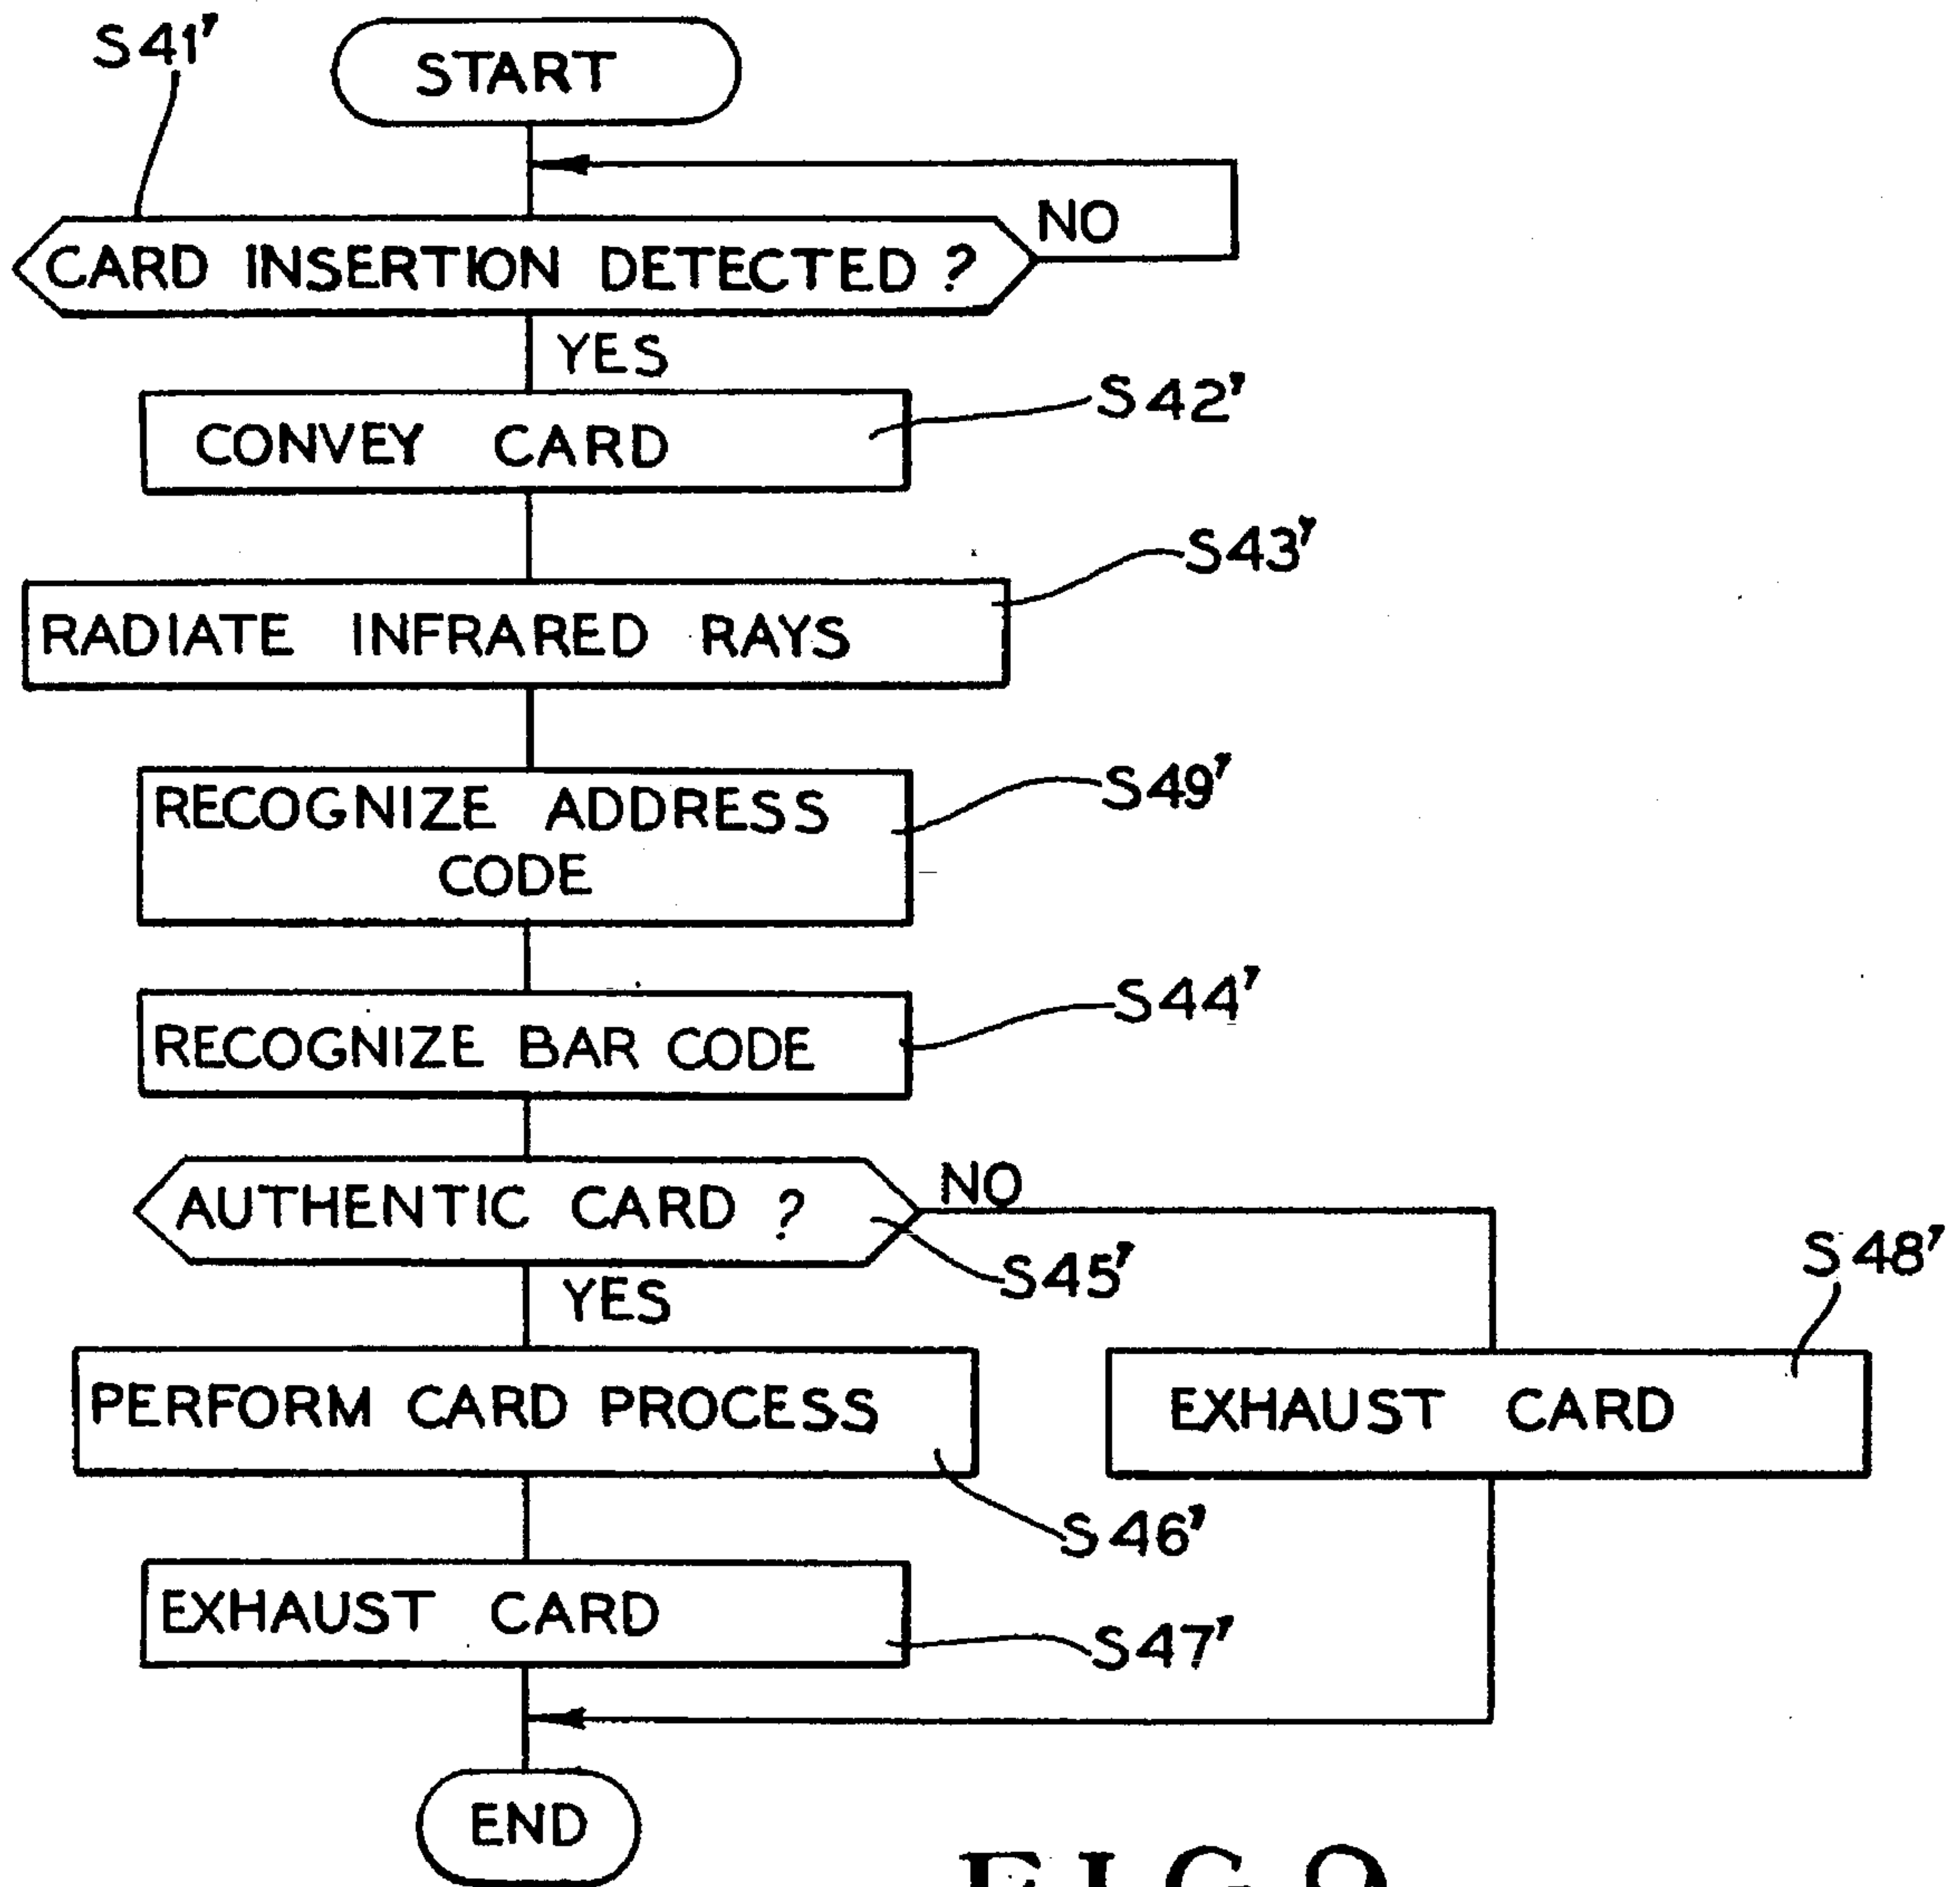 S41'
START
NO
CARD INSERTION DETECTED ?
YES
S42'
CONVEY CARD
S43'
RADIATE INFRARED RAYS
S49'
RECOGNIZE ADDRESS
CODE
S44'
RECOGNIZE BAR CODE
NO
AUTHENTIC CARD ?
S45'
S48'
YES
PERFORM CARD PROCESS
EXHAUST CARD
S46'
EXHAUST CARD
S47'
END